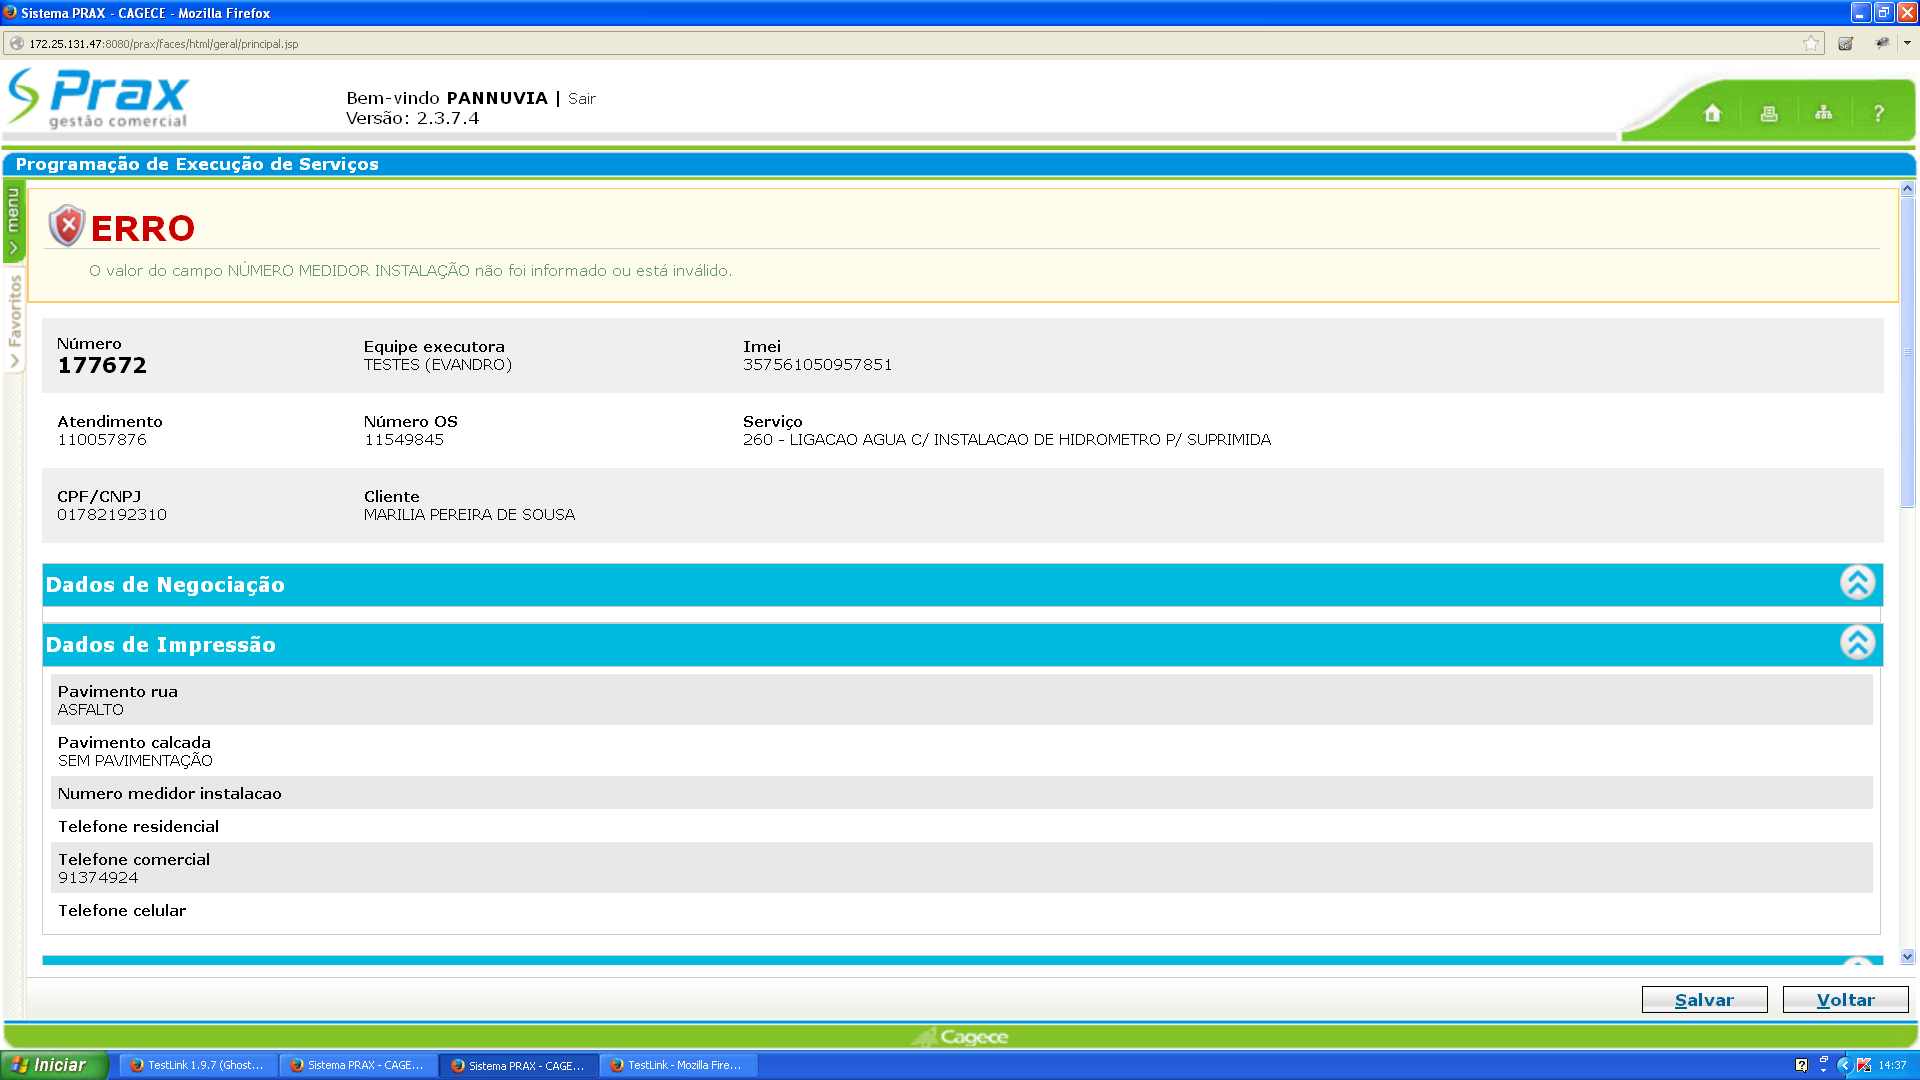 Sistema PRAX - CAGECE - Mozilla Firefox
172.25.131.47:8080/prax/faces/html/geral/principal.jsp
Prax
gestão comercial
Bem-vindo PANNUVIA | Sair
Versão: 2.3.7.4
?
Programação de Execução de Serviços
menu
Favoritos
ERRO
O valor do campo NÚMERO MEDIDOR INSTALAÇÃO não foi informado ou está inválido.
Número
177672
Equipe executora
TESTES (EVANDRO)
Imei
357561050957851
Atendimento
110057876
Número OS
11549845
Serviço
260 - LIGACAO AGUA C/ INSTALACAO DE HIDROMETRO P/ SUPRIMIDA
CPF/CNPJ
01782192310
Cliente
MARILIA PEREIRA DE SOUSA
Dados de Negociação
Dados de Impressão
Pavimento rua
ASFALTO
Pavimento calcada
SEM PAVIMENTAÇÃO
Numero medidor instalacao
Telefone residencial
Telefone comercial
91374924
Telefone celular
Salvar
Voltar
Cagece
Iniciar
TestLink 1.9.7 (Ghost...
Sistema PRAX - CAGE...
Sistema PRAX - CAGE...
TestLink - Mozilla Fire...
14:37